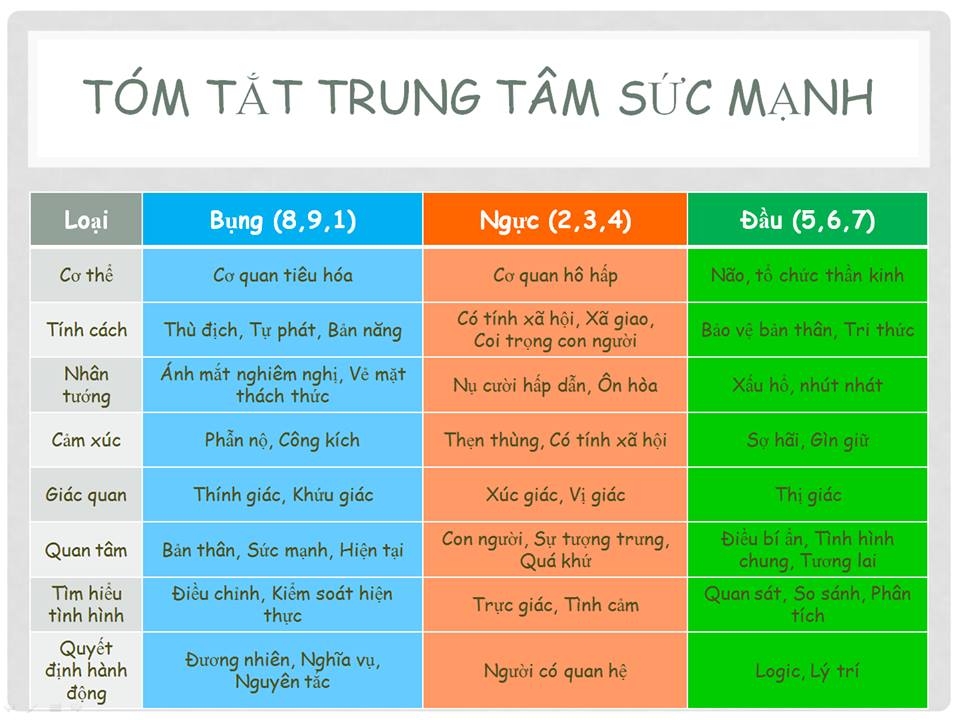 TÓM TẮT TRUNG TÂM SỨC MẠNH
Loại Bụng (8,9,1) Ngực (2,3,4) Đầu (5,6,7)
Cơ thể Cơ quan tiêu hóa Cơ quan hô hấp Não, tổ chức thần kinh
Tính cách Thù địch, Tự phát, Bản năng Có tính xã hội, Xã giao,
Coi trọng con người Bảo vệ bản thân, Tri thức
Nhân
tướng Ánh mắt nghiêm nghị, Vẻ mặt
thách thức Nụ cười hấp dẫn, Ôn hòa Xấu hổ, nhút nhát
Cảm xúc Phẫn nộ, Công kích Thẹn thùng, Có tính xã hội Sợ hãi, Gìn giữ
Giác quan Thính giác, Khứu giác Xúc giác, Vị giác Thị giác
Quan tâm Bản thân, Sức mạnh, Hiện tại Con người, Sự tượng trưng,
Quá khứ Điều bí ẩn, Tình hình
chung, Tương lai
Tìm hiểu
tình hình Điều chỉnh, Kiểm soát hiện
thực Trực giác, Tình cảm Quan sát, So sánh, Phân
tích
Quyết
định hành
động Đương nhiên, Nghĩa vụ,
Nguyên tắc Người có quan hệ Logic, Lý trí